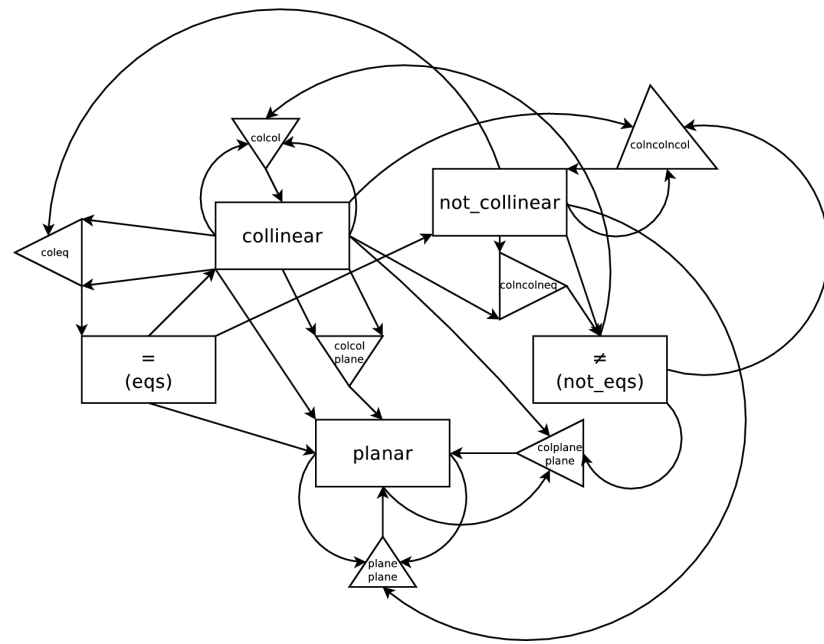 colcol
colncolncol
not_collinear
collinear
coleq
colncolneq
colcol
plane
=
(eqs)
≠
(not_eqs)
planar
colplane
plane
plane
plane